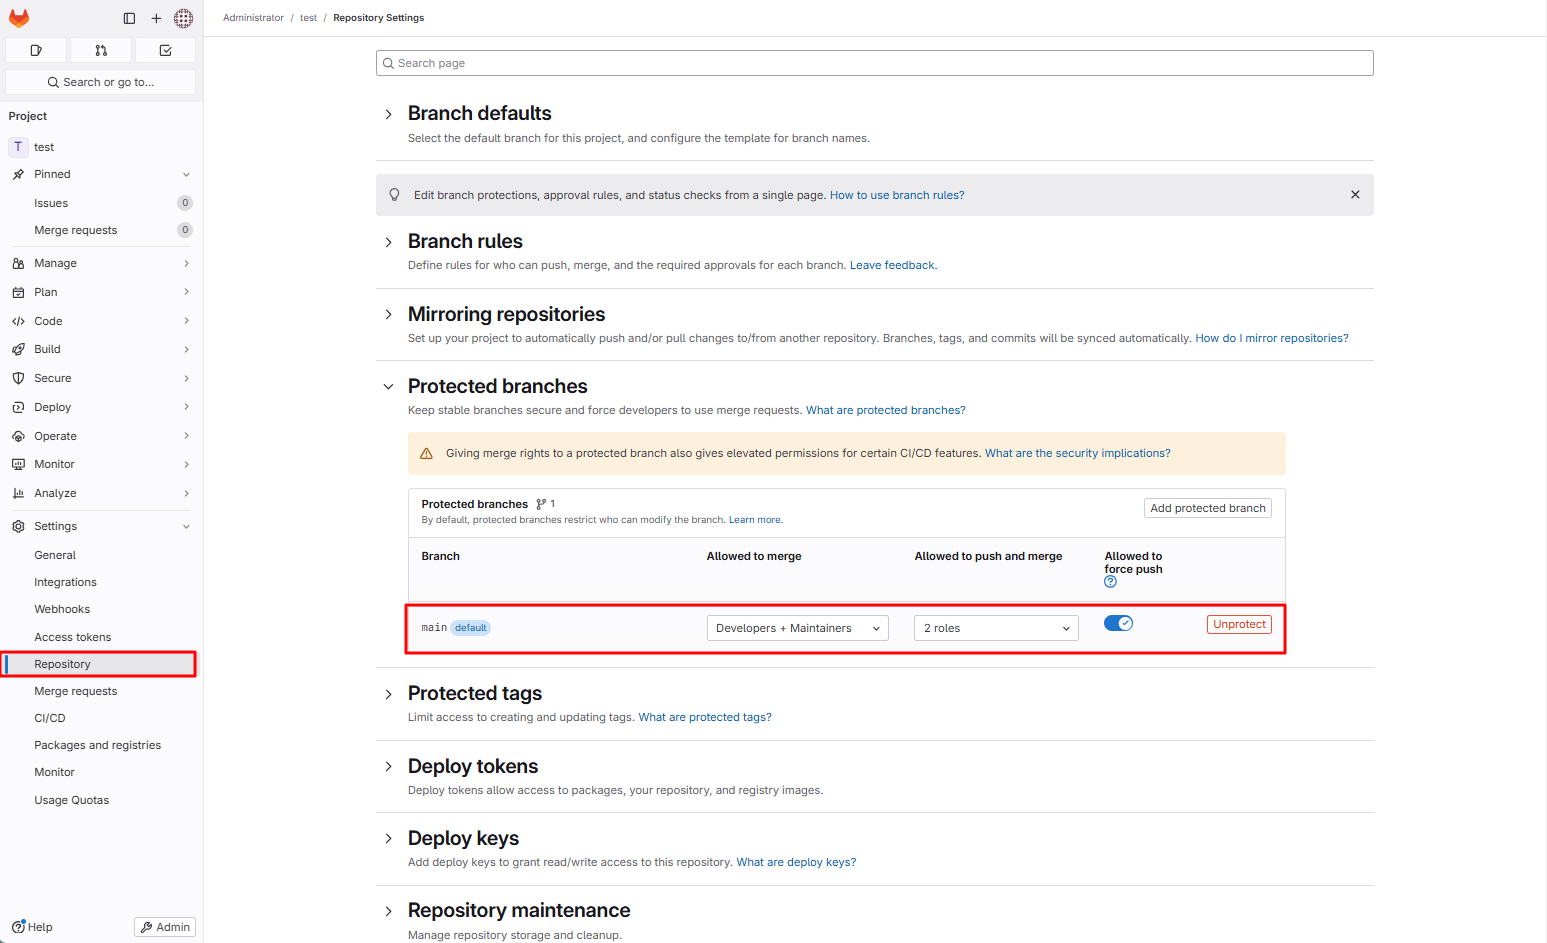 Administrator / test / Repository Settings
Search or go to...
Project
T test
Pinned
Issues 0
Merge requests 0
Manage
Plan
Code
Build
Secure
Deploy
Operate
Monitor
Analyze
Settings
General
Integrations
Webhooks
Access tokens
Repository
Merge requests
CI/CD
Packages and registries
Monitor
Usage Quotas
Help
Admin
Search page
Branch defaults
Select the default branch for this project, and configure the template for branch names.
Edit branch protections, approval rules, and status checks from a single page. How to use branch rules?
Branch rules
Define rules for who can push, merge, and the required approvals for each branch. Leave feedback.
Mirroring repositories
Set up your project to automatically push and/or pull changes to/from another repository. Branches, tags, and commits will be synced automatically. How do I mirror repositories?
Protected branches
Keep stable branches secure and force developers to use merge requests. What are protected branches?
Giving merge rights to a protected branch also gives elevated permissions for certain CI/CD features. What are the security implications?
Protected branches 1
By default, protected branches restrict who can modify the branch. Learn more.
Add protected branch
Branch Allowed to merge Allowed to push and merge Allowed to
force push
main default Developers + Maintainers 2 roles Unprotect
Protected tags
Limit access to creating and updating tags. What are protected tags?
Deploy tokens
Deploy tokens allow access to packages, your repository, and registry images.
Deploy keys
Add deploy keys to grant read/write access to this repository. What are deploy keys?
Repository maintenance
Manage repository storage and cleanup.